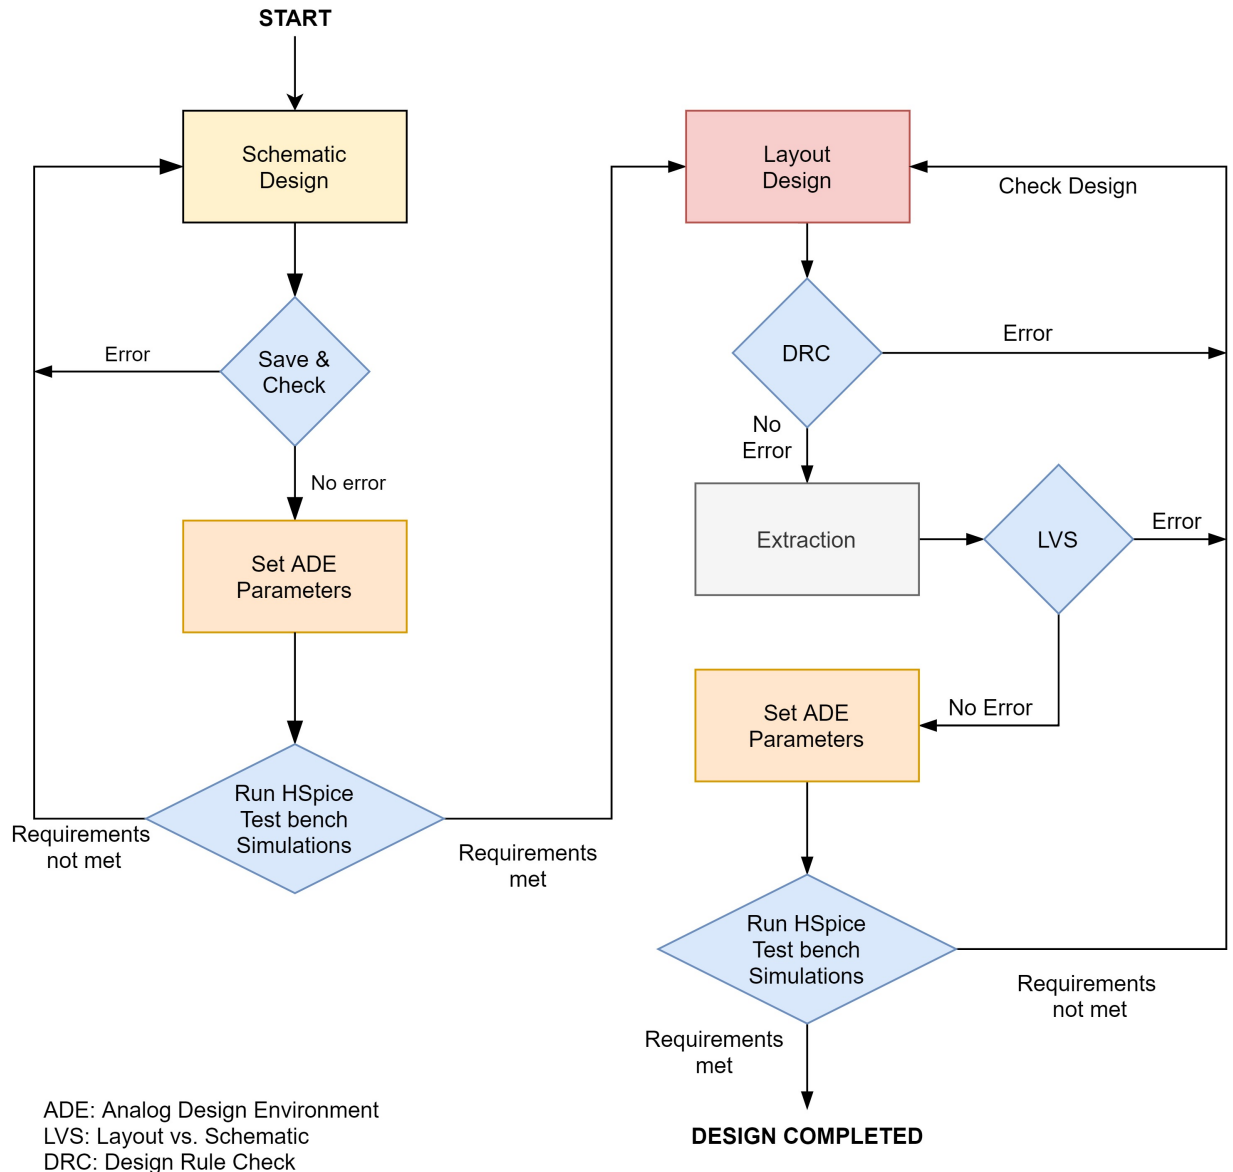 START
Schematic
Design
Error
Save &
Check
No error
Set ADE
Parameters
Run HSpice
Test bench
Simulations
Requirements
not met
Requirements
met
Layout
Design
Check Design
DRC
Error
No
Error
Extraction
LVS
Error
No Error
Set ADE
Parameters
Run HSpice
Test bench
Simulations
Requirements
not met
Requirements
met
DESIGN COMPLETED
ADE: Analog Design Environment
LVS: Layout vs. Schematic
DRC: Design Rule Check